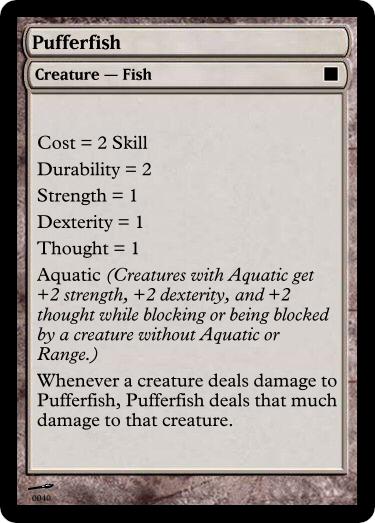 Pufferfish
Creature — Fish
Cost = 2 Skill
Durability = 2
Strength = 1
Dexterity = 1
Thought = 1
Aquatic (Creatures with Aquatic get
+2 strength, +2 dexterity, and +2
thought while blocking or being blocked
by a creature without Aquatic or
Range.)
Whenever a creature deals damage to
Pufferfish, Pufferfish deals that much
damage to that creature.
0040